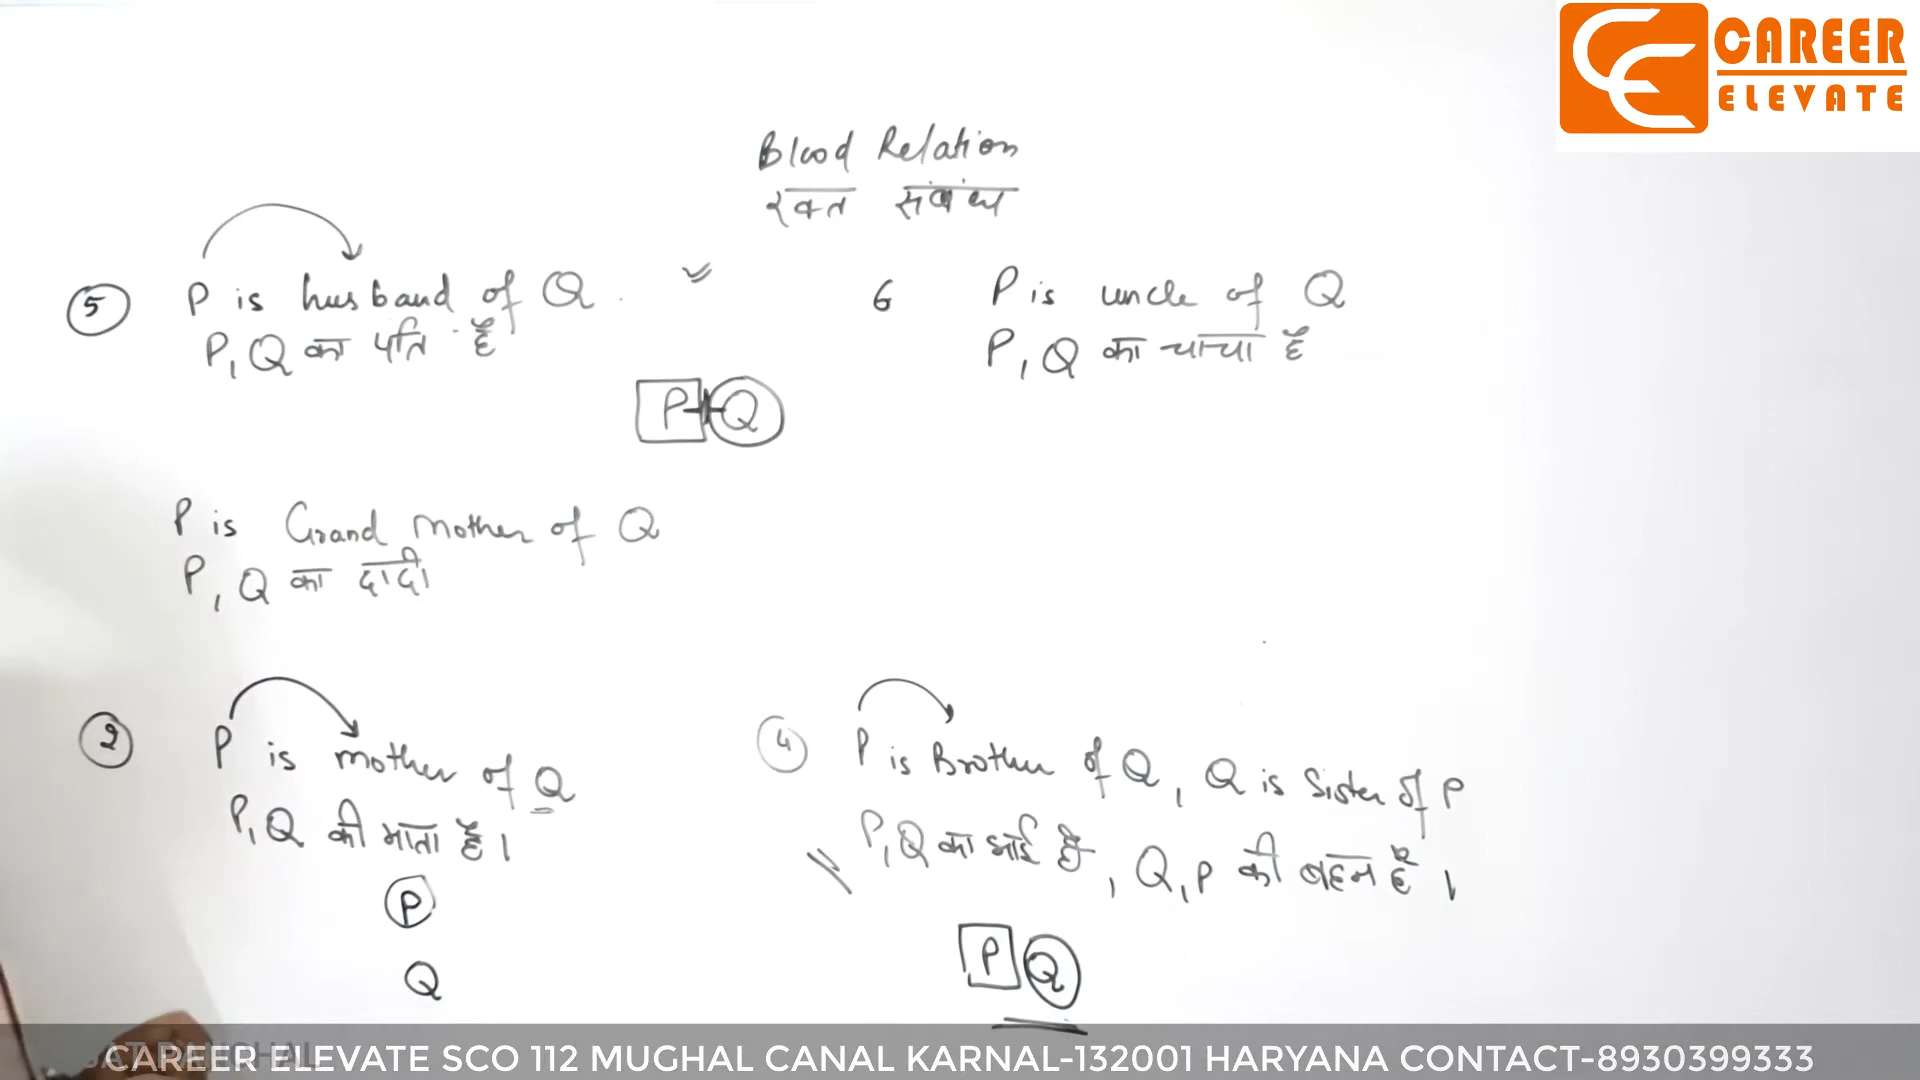 CAREER
ELEVATE
Blood Relation
रक्त संबंध
5 P is husband of Q
P, Q का पति है
P Q
6 P is uncle of Q
P, Q का चाचा है
P is Grand Mother of Q
P, Q का दादी
2 P is mother of Q
P, Q की माता है।
P
Q
4 P is Brother of Q, Q is Sister of P
P, Q का भाई है, Q, P की बहन है।
P Q
CAREER ELEVATE SCO 112 MUGHAL CANAL KARNAL-132001 HARYANA CONTACT-8930399333